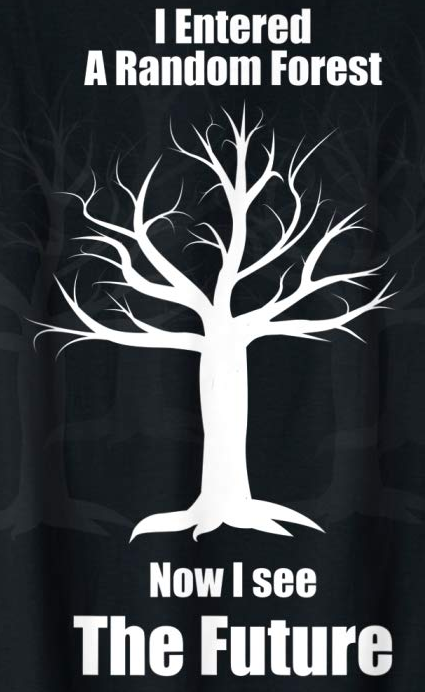 I Entered
A Random Forest
Now I see
The Future